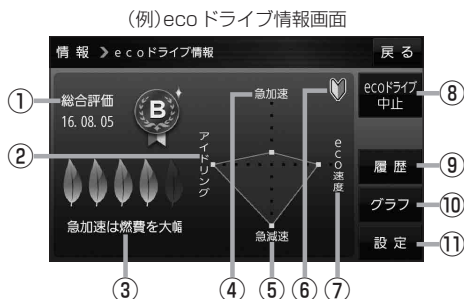 (例)eco ドライブ情報画面
情報 ❯ ecoドライブ情報
戻る
① 総合評価
16. 08. 05
B
② アイドリング
④ 急加速
⑥
eco速度 ⑦
急減速 ⑤
急加速は燃費を大幅
③
ecoドライブ
中止 ⑧
履歴 ⑨
グラフ ⑩
設定 ⑪